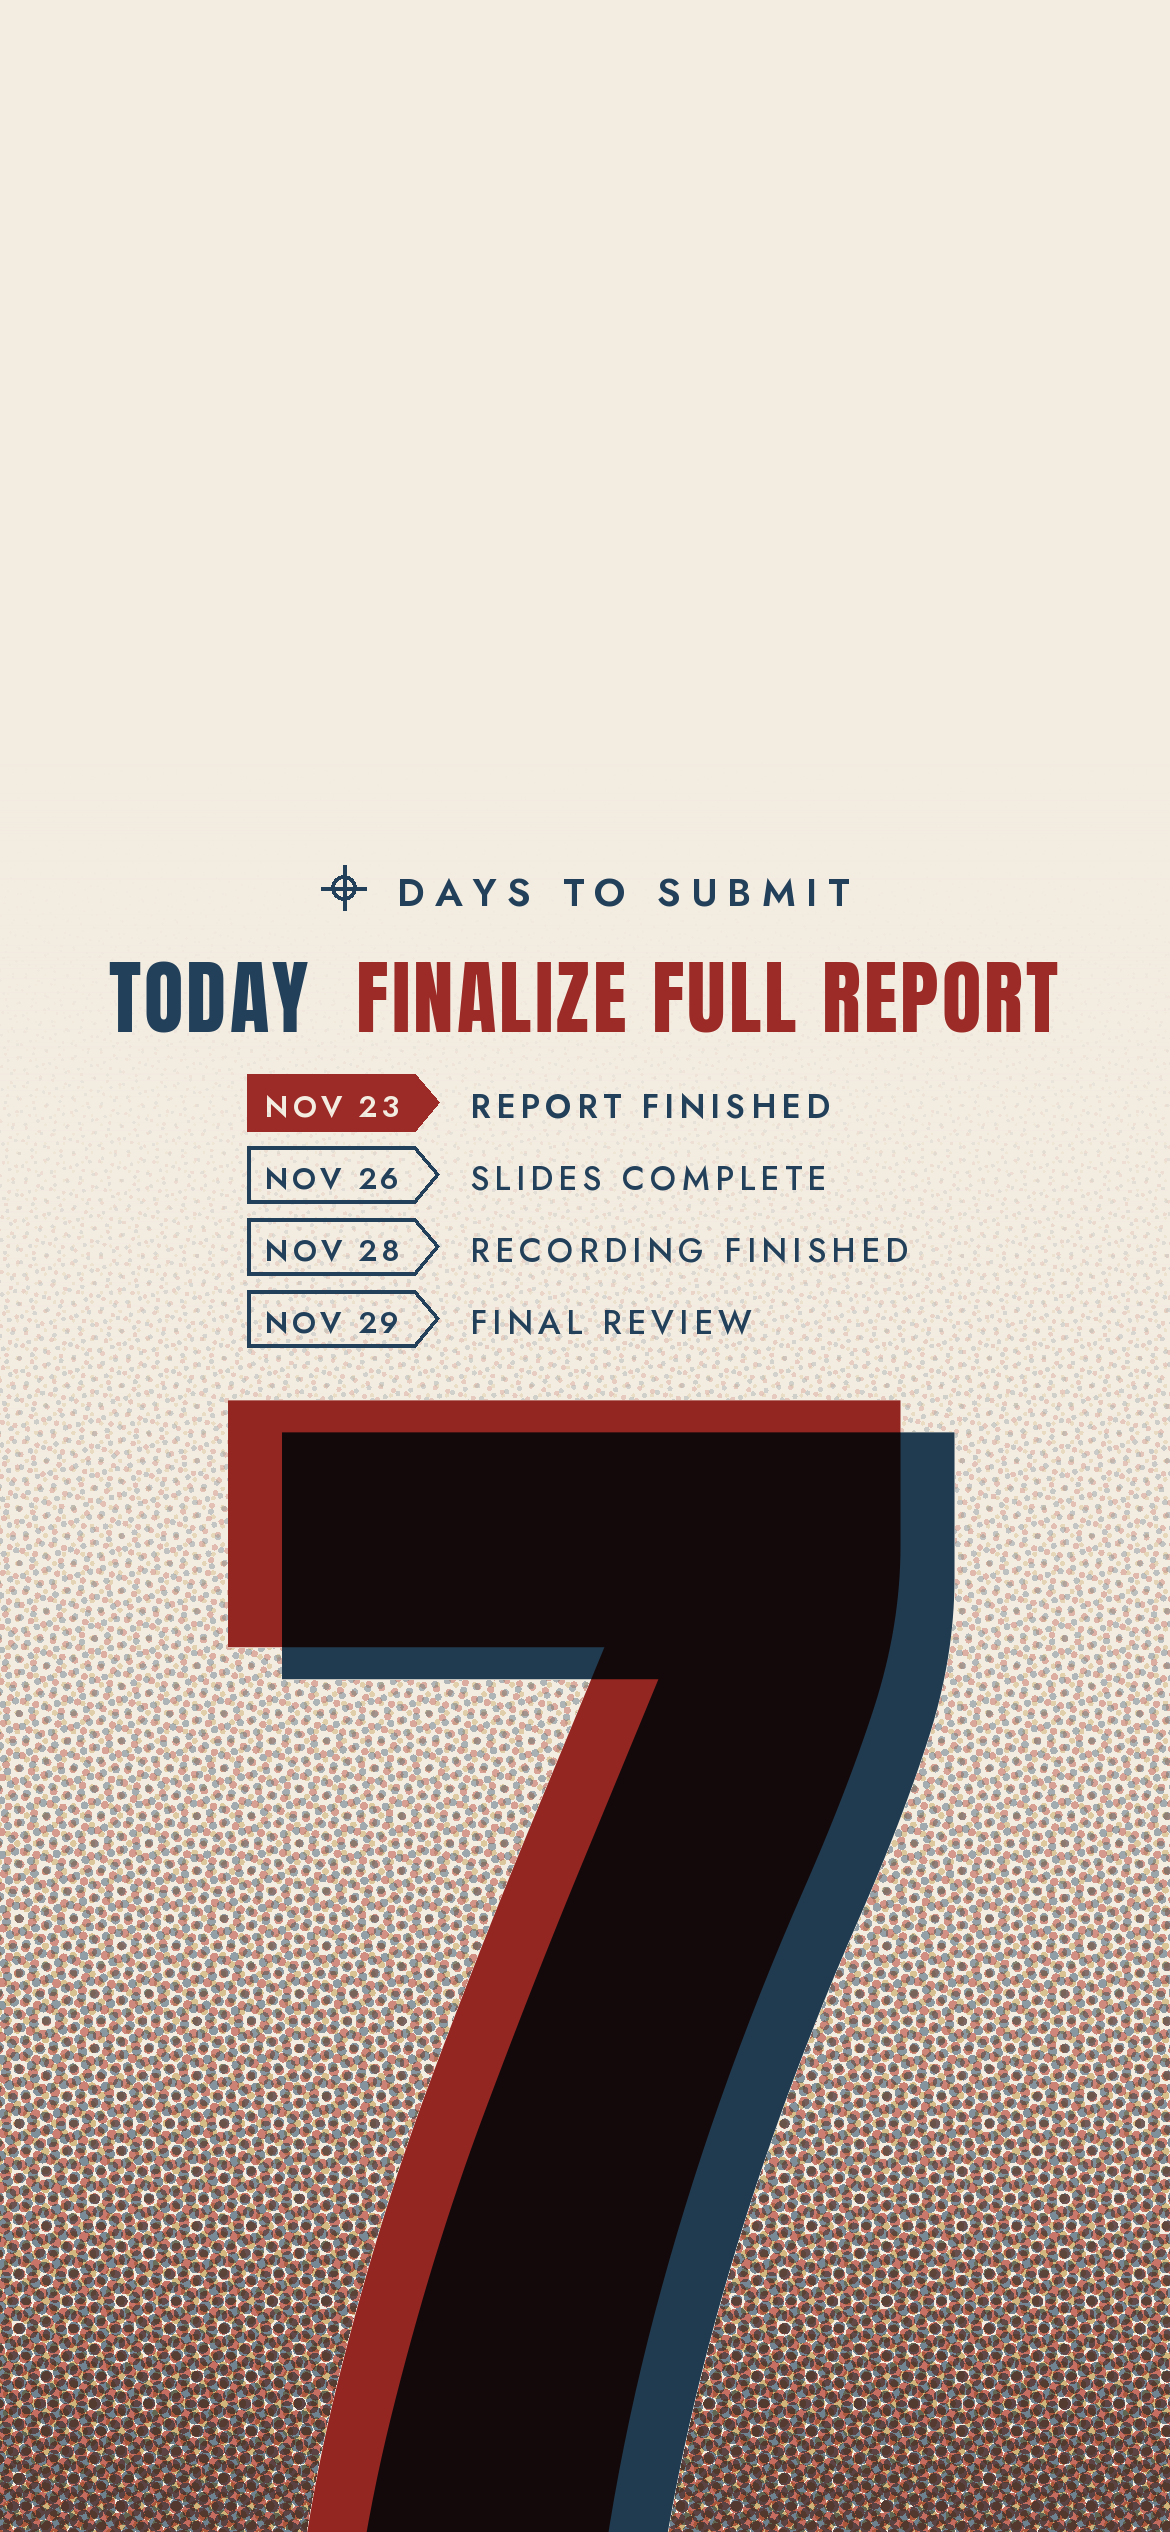 DAYS TO SUBMIT
TODAY FINALIZE FULL REPORT
NOV 23 REPORT FINISHED
NOV 26 SLIDES COMPLETE
NOV 28 RECORDING FINISHED
NOV 29 FINAL REVIEW
7